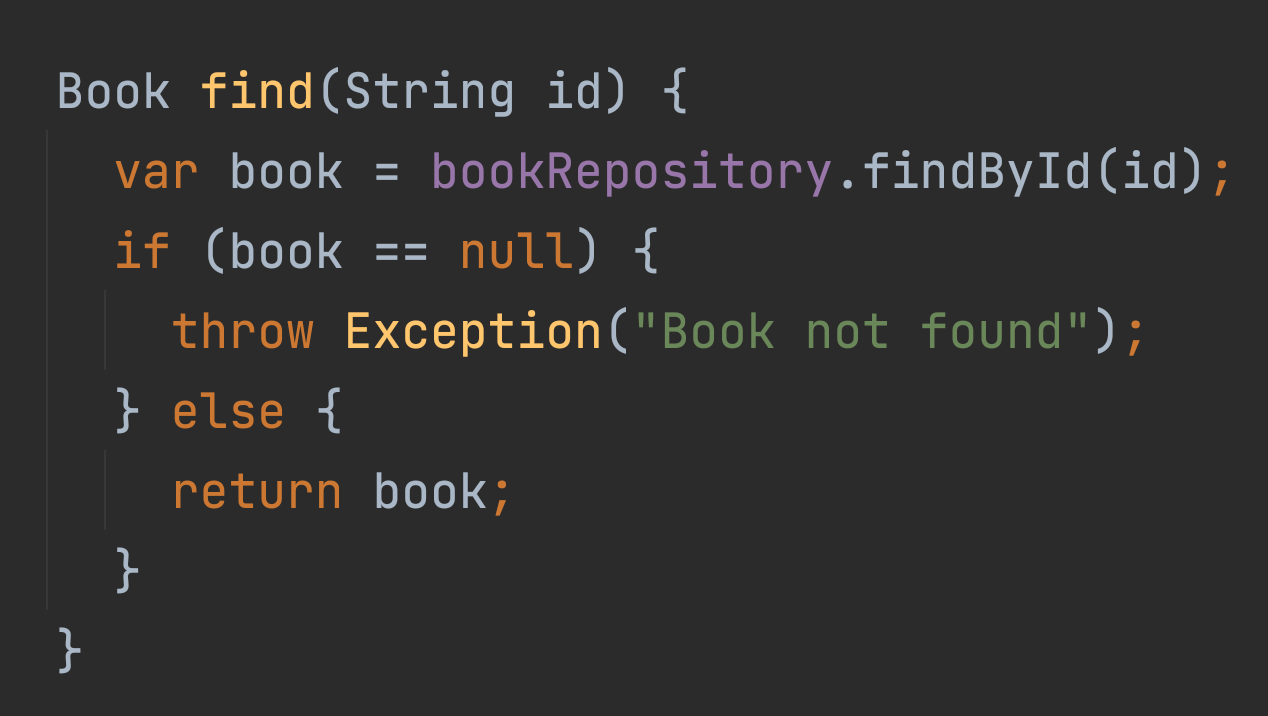 Book find(String id) {
  var book = bookRepository.findById(id);
  if (book == null) {
    throw Exception("Book not found");
  } else {
    return book;
  }
}